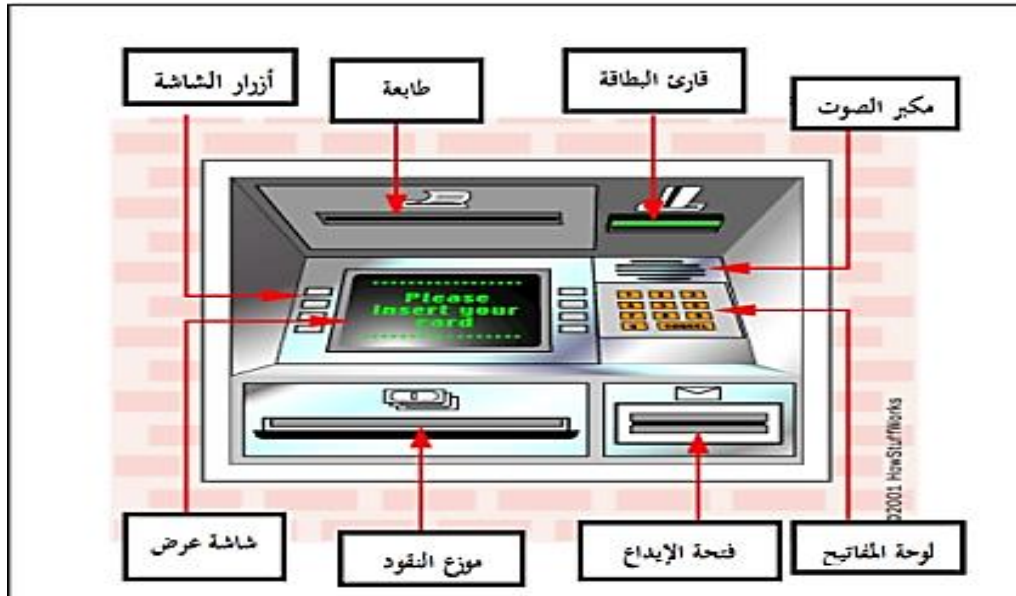 أزرار الشاشة
طابعة
قارئ البطاقة
مكبر الصوت
Please
Insert your
card
CANCEL
©2001 HowStuffWorks
شاشة عرض
موزع النقود
فتحة الإيداع
لوحة المفاتيح